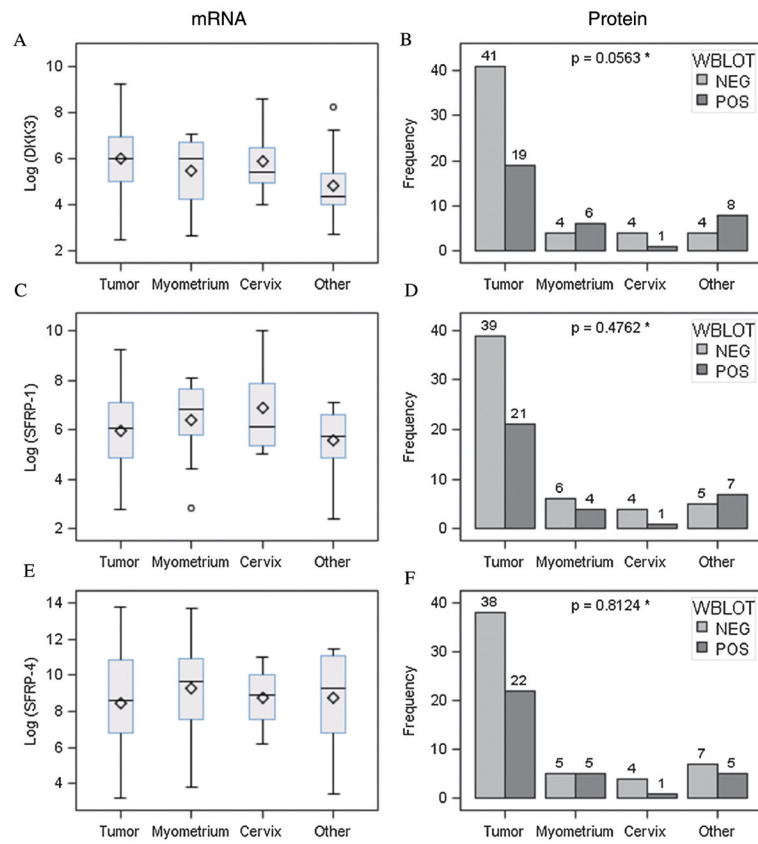 mRNA
Protein
A
Log (DKK3)
10
8
6
4
2
Tumor Myometrium Cervix Other
B
Frequency
40
30
20
10
0
p = 0.0563 *
WBLOT
NEG
POS
41
19
4
6
4
1
4
8
Tumor Myometrium Cervix Other
C
Log (SFRP-1)
10
8
6
4
2
Tumor Myometrium Cervix Other
D
Frequency
40
30
20
10
0
p = 0.4762 *
WBLOT
NEG
POS
39
21
6
4
4
1
5
7
Tumor Myometrium Cervix Other
E
Log (SFRP-4)
14
12
10
8
6
4
Tumor Myometrium Cervix Other
F
Frequency
40
30
20
10
0
p = 0.8124 *
WBLOT
NEG
POS
38
22
5
5
4
1
7
5
Tumor Myometrium Cervix Other